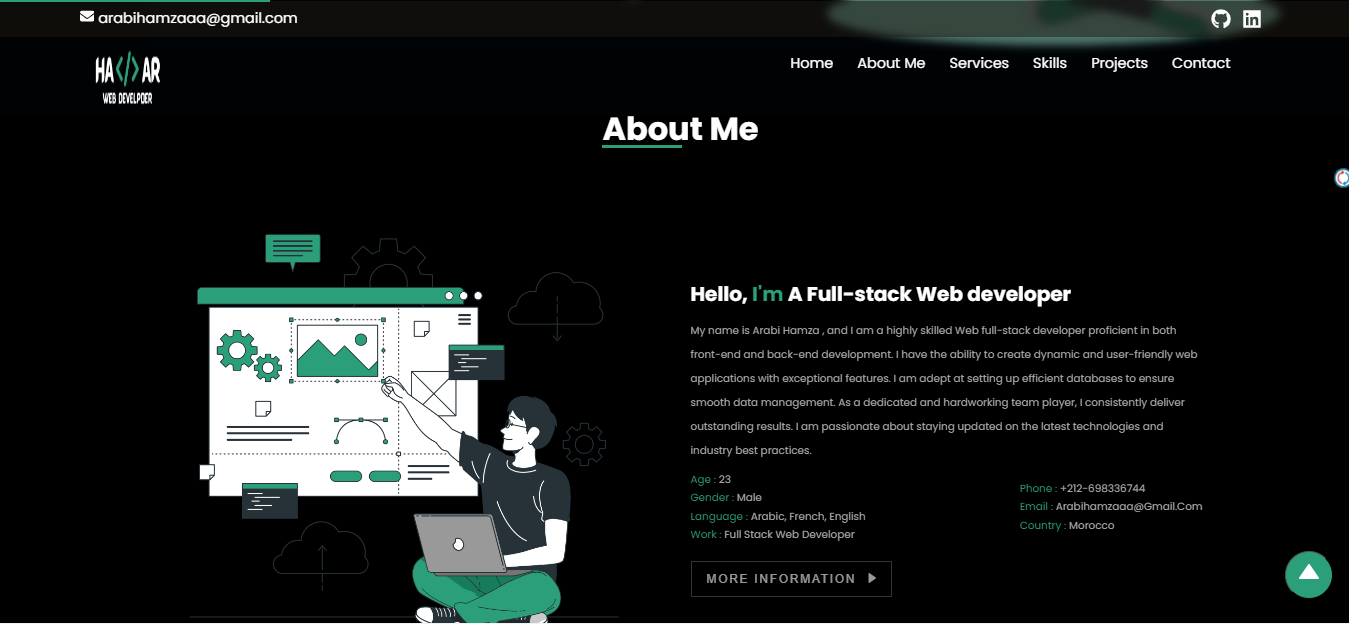 arabihamzaaa@gmail.com
HA</>AR
WEB DEVELPOER
Home About Me Services Skills Projects Contact
About Me
Hello, I'm A Full-stack Web developer
My name is Arabi Hamza , and I am a highly skilled Web full-stack developer proficient in both
front-end and back-end development. I have the ability to create dynamic and user-friendly web
applications with exceptional features. I am adept at setting up efficient databases to ensure
smooth data management. As a dedicated and hardworking team player, I consistently deliver
outstanding results. I am passionate about staying updated on the latest technologies and
industry best practices.
Age : 23
Gender : Male
Language : Arabic, French, English
Work : Full Stack Web Developer
Phone : +212-698336744
Email : Arabihamzaaa@Gmail.Com
Country : Morocco
MORE INFORMATION